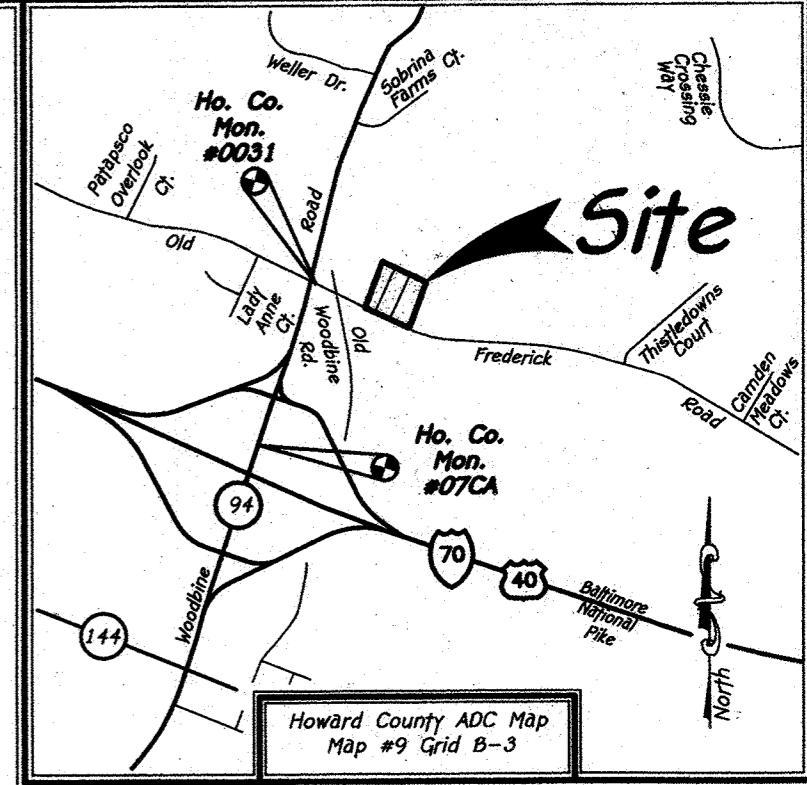 Weller Dr.
Sobrina
Farms Ct.
Chessie
Crossing
Way
Ho. Co.
Mon.
#0031
Patapsco
Overlook
Ct.
Road
Site
Old
Lady
Anne
Ct.
Old
Woodbine
Rd.
Frederick
Thistledowns
Court
Road
Camden
Meadows
Ct.
Ho. Co.
Mon.
#07CA
94
70
40
Baltimore
National
Pike
Woodbine
144
North
Howard County ADC Map
Map #9 Grid B-3